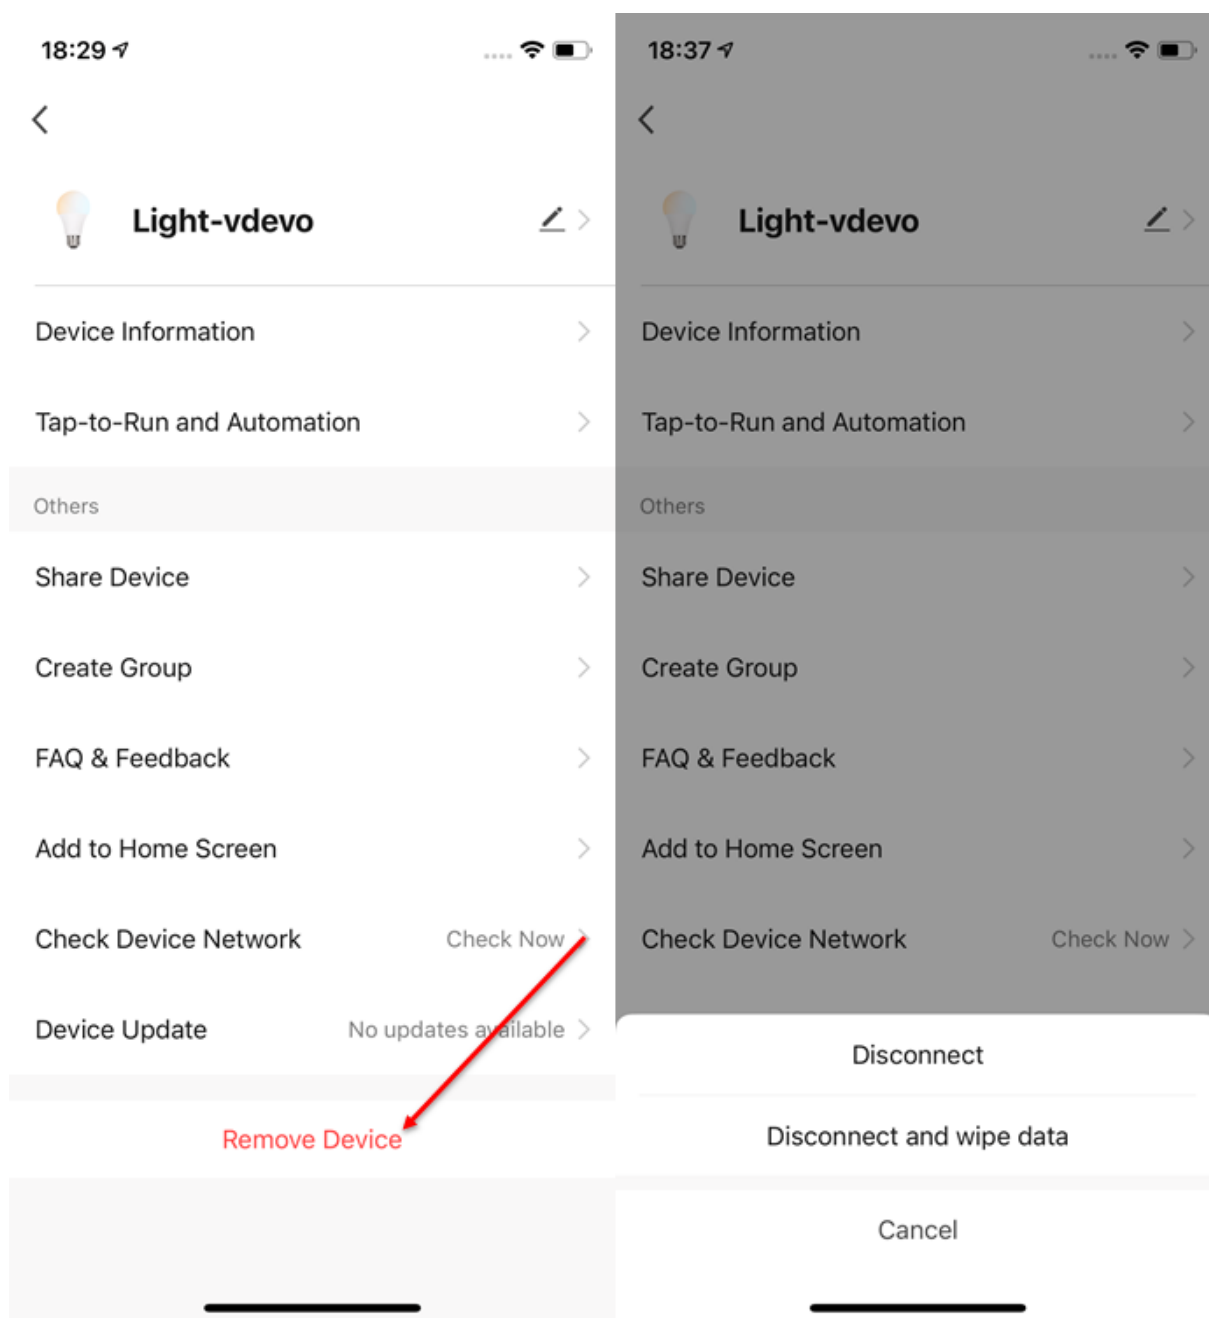 18:29
Light-vdevo
Device Information
Tap-to-Run and Automation
Others
Share Device
Create Group
FAQ & Feedback
Add to Home Screen
Check Device Network Check Now
Device Update No updates available
Remove Device
18:37
Light-vdevo
Device Information
Tap-to-Run and Automation
Others
Share Device
Create Group
FAQ & Feedback
Add to Home Screen
Check Device Network Check Now
Disconnect
Disconnect and wipe data
Cancel